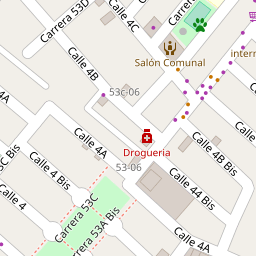 Carrera 53D
Calle 4C
Salón Comunal
intern
Calle 4B
53c-06
Calle 4A
Calle 4A
Droguería
53-06
Calle 4B Bis
Calle 4 Bis
Calle 44 Bis
Calle 4
Carrera 53C
Carrera 53A Bis
Calle 4A